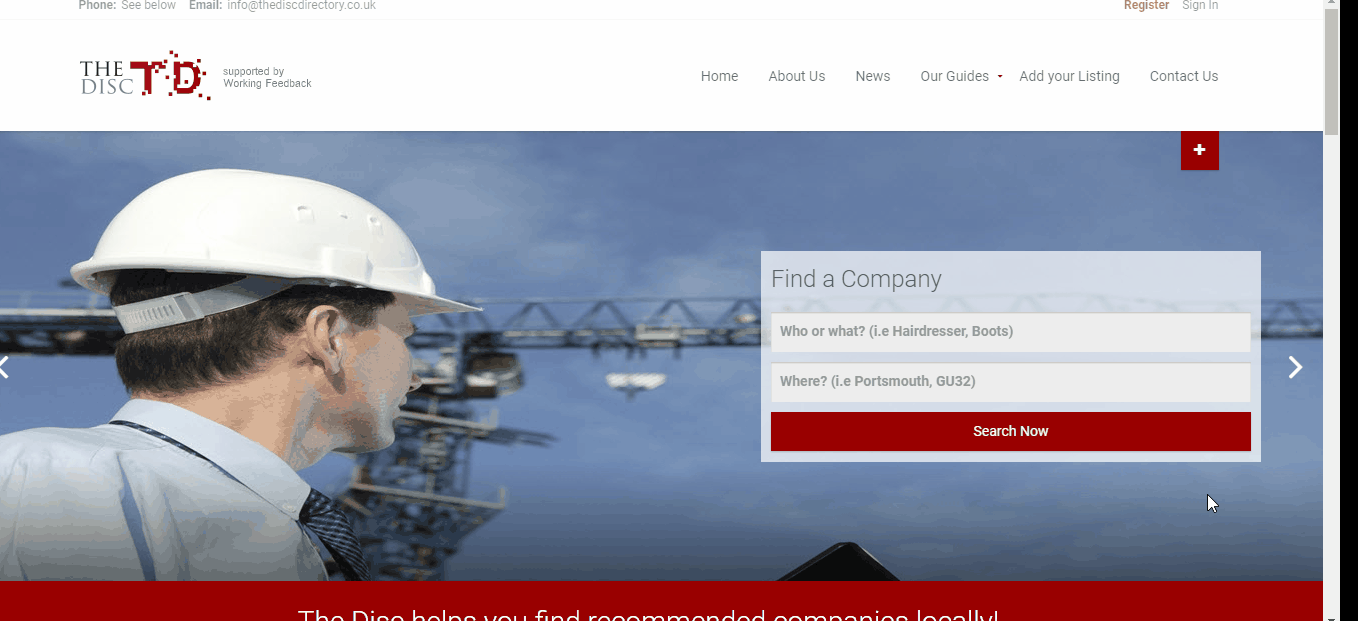 Phone: See below Email: info@thediscdirectory.co.uk
Register Sign In
THE DISC TD
supported by
Working Feedback
Home About Us News Our Guides Add your Listing Contact Us
+
Find a Company
Who or what? (i.e Hairdresser, Boots)
Where? (i.e Portsmouth, GU32)
Search Now
The Disc helps you find recommended companies locally!